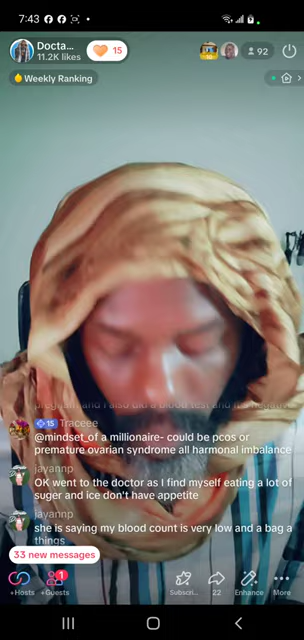 7:43
Docta...
11.2K likes
15
92
Weekly Ranking
15 Traceee
@mindset_of a millionaire- could be pcos or
premature ovarian syndrome all harmonal imbalance
jayannp
OK went to the doctor as I find myself eating a lot of
suger and ice don't have appetite
jayannp
she is saying my blood count is very low and a bag a
things
33 new messages
1
+Hosts
+Guests
Subscri...
22
Enhance
More